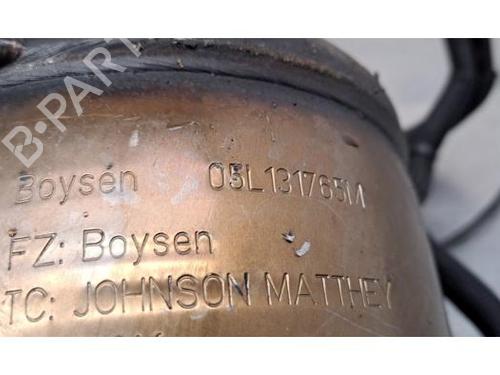 B-PARTS
Boysen 05L131765M
FZ: Boysen
TC: JOHNSON MATTHEY